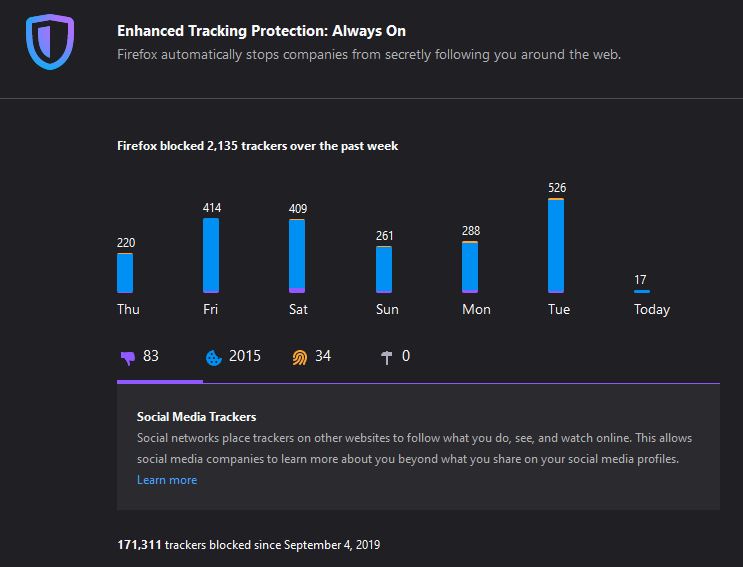 Enhanced Tracking Protection: Always On
Firefox automatically stops companies from secretly following you around the web.
Firefox blocked 2,135 trackers over the past week
220
414
409
261
288
526
17
Thu
Fri
Sat
Sun
Mon
Tue
Today
83
2015
34
0
Social Media Trackers
Social networks place trackers on other websites to follow what you do, see, and watch online. This allows
social media companies to learn more about you beyond what you share on your social media profiles.
Learn more
171,311 trackers blocked since September 4, 2019